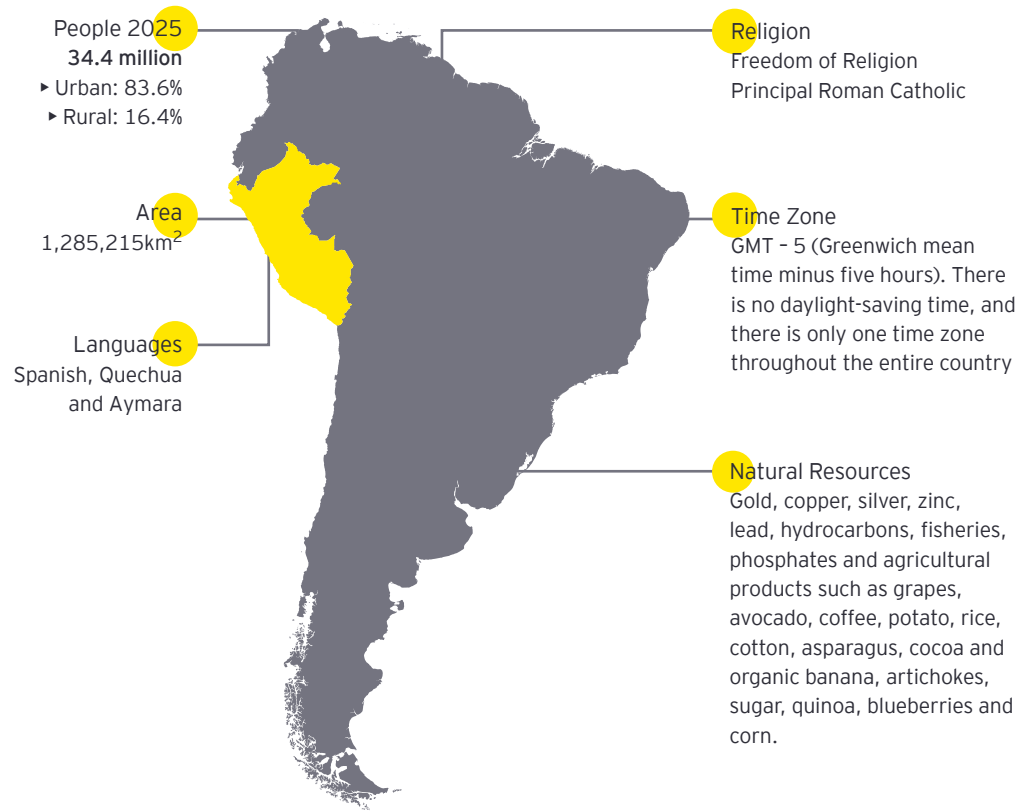 People 2025
34.4 million
▸ Urban: 83.6%
▸ Rural: 16.4%
Area
1,285,215km²
Languages
Spanish, Quechua
and Aymara
Religion
Freedom of Religion
Principal Roman Catholic
Time Zone
GMT – 5 (Greenwich mean
time minus five hours). There
is no daylight-saving time, and
there is only one time zone
throughout the entire country
Natural Resources
Gold, copper, silver, zinc,
lead, hydrocarbons, fisheries,
phosphates and agricultural
products such as grapes,
avocado, coffee, potato, rice,
cotton, asparagus, cocoa and
organic banana, artichokes,
sugar, quinoa, blueberries and
corn.